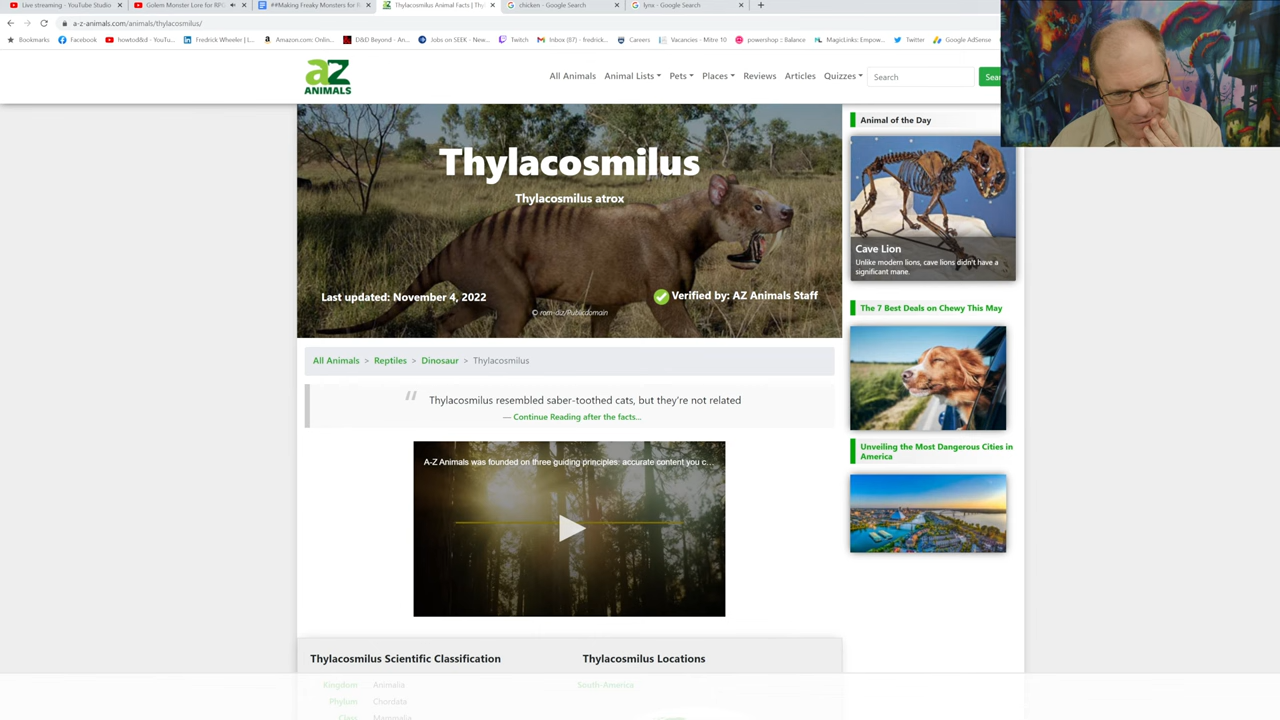 Live streaming - YouTube Studio
Golem Monster Lore for RPG
##Making Freaky Monsters for R
Thylacosmilus Animal Facts | Thy
chicken - Google Search
lynx - Google Search
a-z-animals.com/animals/thylacosmilus/
Bookmarks
Facebook
howtod&d - YouTu...
Fredrick Wheeler | L...
Amazon.com: Onlin...
D&D Beyond - An...
Jobs on SEEK - New...
Twitch
Inbox (87) - fredrick...
Careers
Vacancies - Mitre 10
powershop :: Balance
MagicLinks: Empow...
Twitter
Google AdSense
aZ
ANIMALS
All Animals
Animal Lists
Pets
Places
Reviews
Articles
Quizzes
Search
Sear
Thylacosmilus
Thylacosmilus atrox
Last updated: November 4, 2022
Verified by: AZ Animals Staff
Animal of the Day
Cave Lion
Unlike modern lions, cave lions didn't have a
significant mane.
The 7 Best Deals on Chewy This May
All Animals > Reptiles > Dinosaur > Thylacosmilus
Thylacosmilus resembled saber-toothed cats, but they're not related
— Continue Reading after the facts...
Unveiling the Most Dangerous Cities in
America
A-Z Animals was founded on three guiding principles: accurate content you c...
Thylacosmilus Scientific Classification
Thylacosmilus Locations
Kingdom
Animalia
South-America
Phylum
Chordata
Class
Mammalia